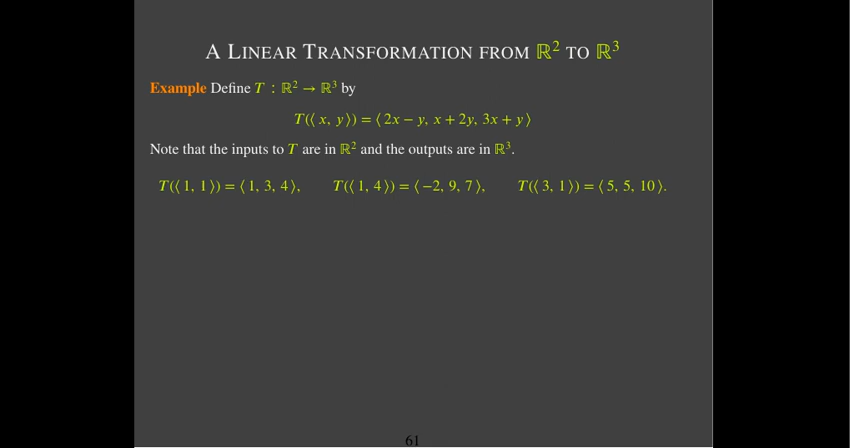 A Linear Transformation from ℝ² to ℝ³
Example Define T : ℝ² → ℝ³ by
T(⟨ x, y ⟩) = ⟨ 2x − y, x + 2y, 3x + y ⟩
Note that the inputs to T are in ℝ² and the outputs are in ℝ³.
T(⟨ 1, 1 ⟩) = ⟨ 1, 3, 4 ⟩, T(⟨ 1, 4 ⟩) = ⟨ −2, 9, 7 ⟩, T(⟨ 3, 1 ⟩) = ⟨ 5, 5, 10 ⟩.
61